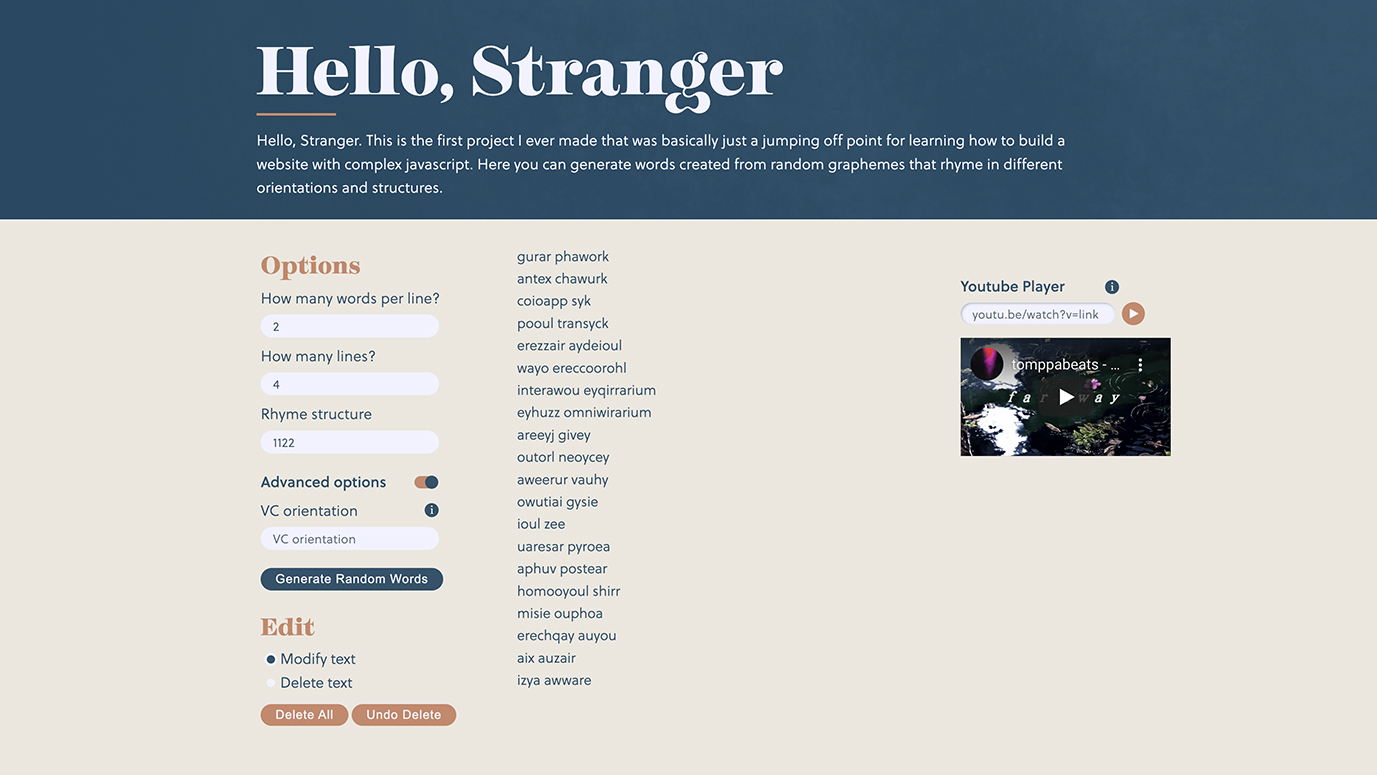 Hello, Stranger
Hello, Stranger. This is the first project I ever made that was basically just a jumping off point for learning how to build a
website with complex javascript. Here you can generate words created from random graphemes that rhyme in different
orientations and structures.
Options
How many words per line?
2
How many lines?
4
Rhyme structure
1122
Advanced options
VC orientation
i
VC orientation
Generate Random Words
Edit
Modify text
Delete text
Delete All
Undo Delete
gurar phawork
antex chawurk
coioapp syk
pooul transyck
erezzair aydeioul
wayo ereccoorohl
interawou eyqirrarium
eyhuzz omniwirarium
areeyj givey
outorl neoycey
aweerur vauhy
owutiai gysie
ioul zee
uaresar pyroea
aphuv postear
homooyoul shirr
misie ouphoa
erechqay auyou
aix auzair
izya awware
Youtube Player
i
youtu.be/watch?v=link
tomppabeats - ...
far away